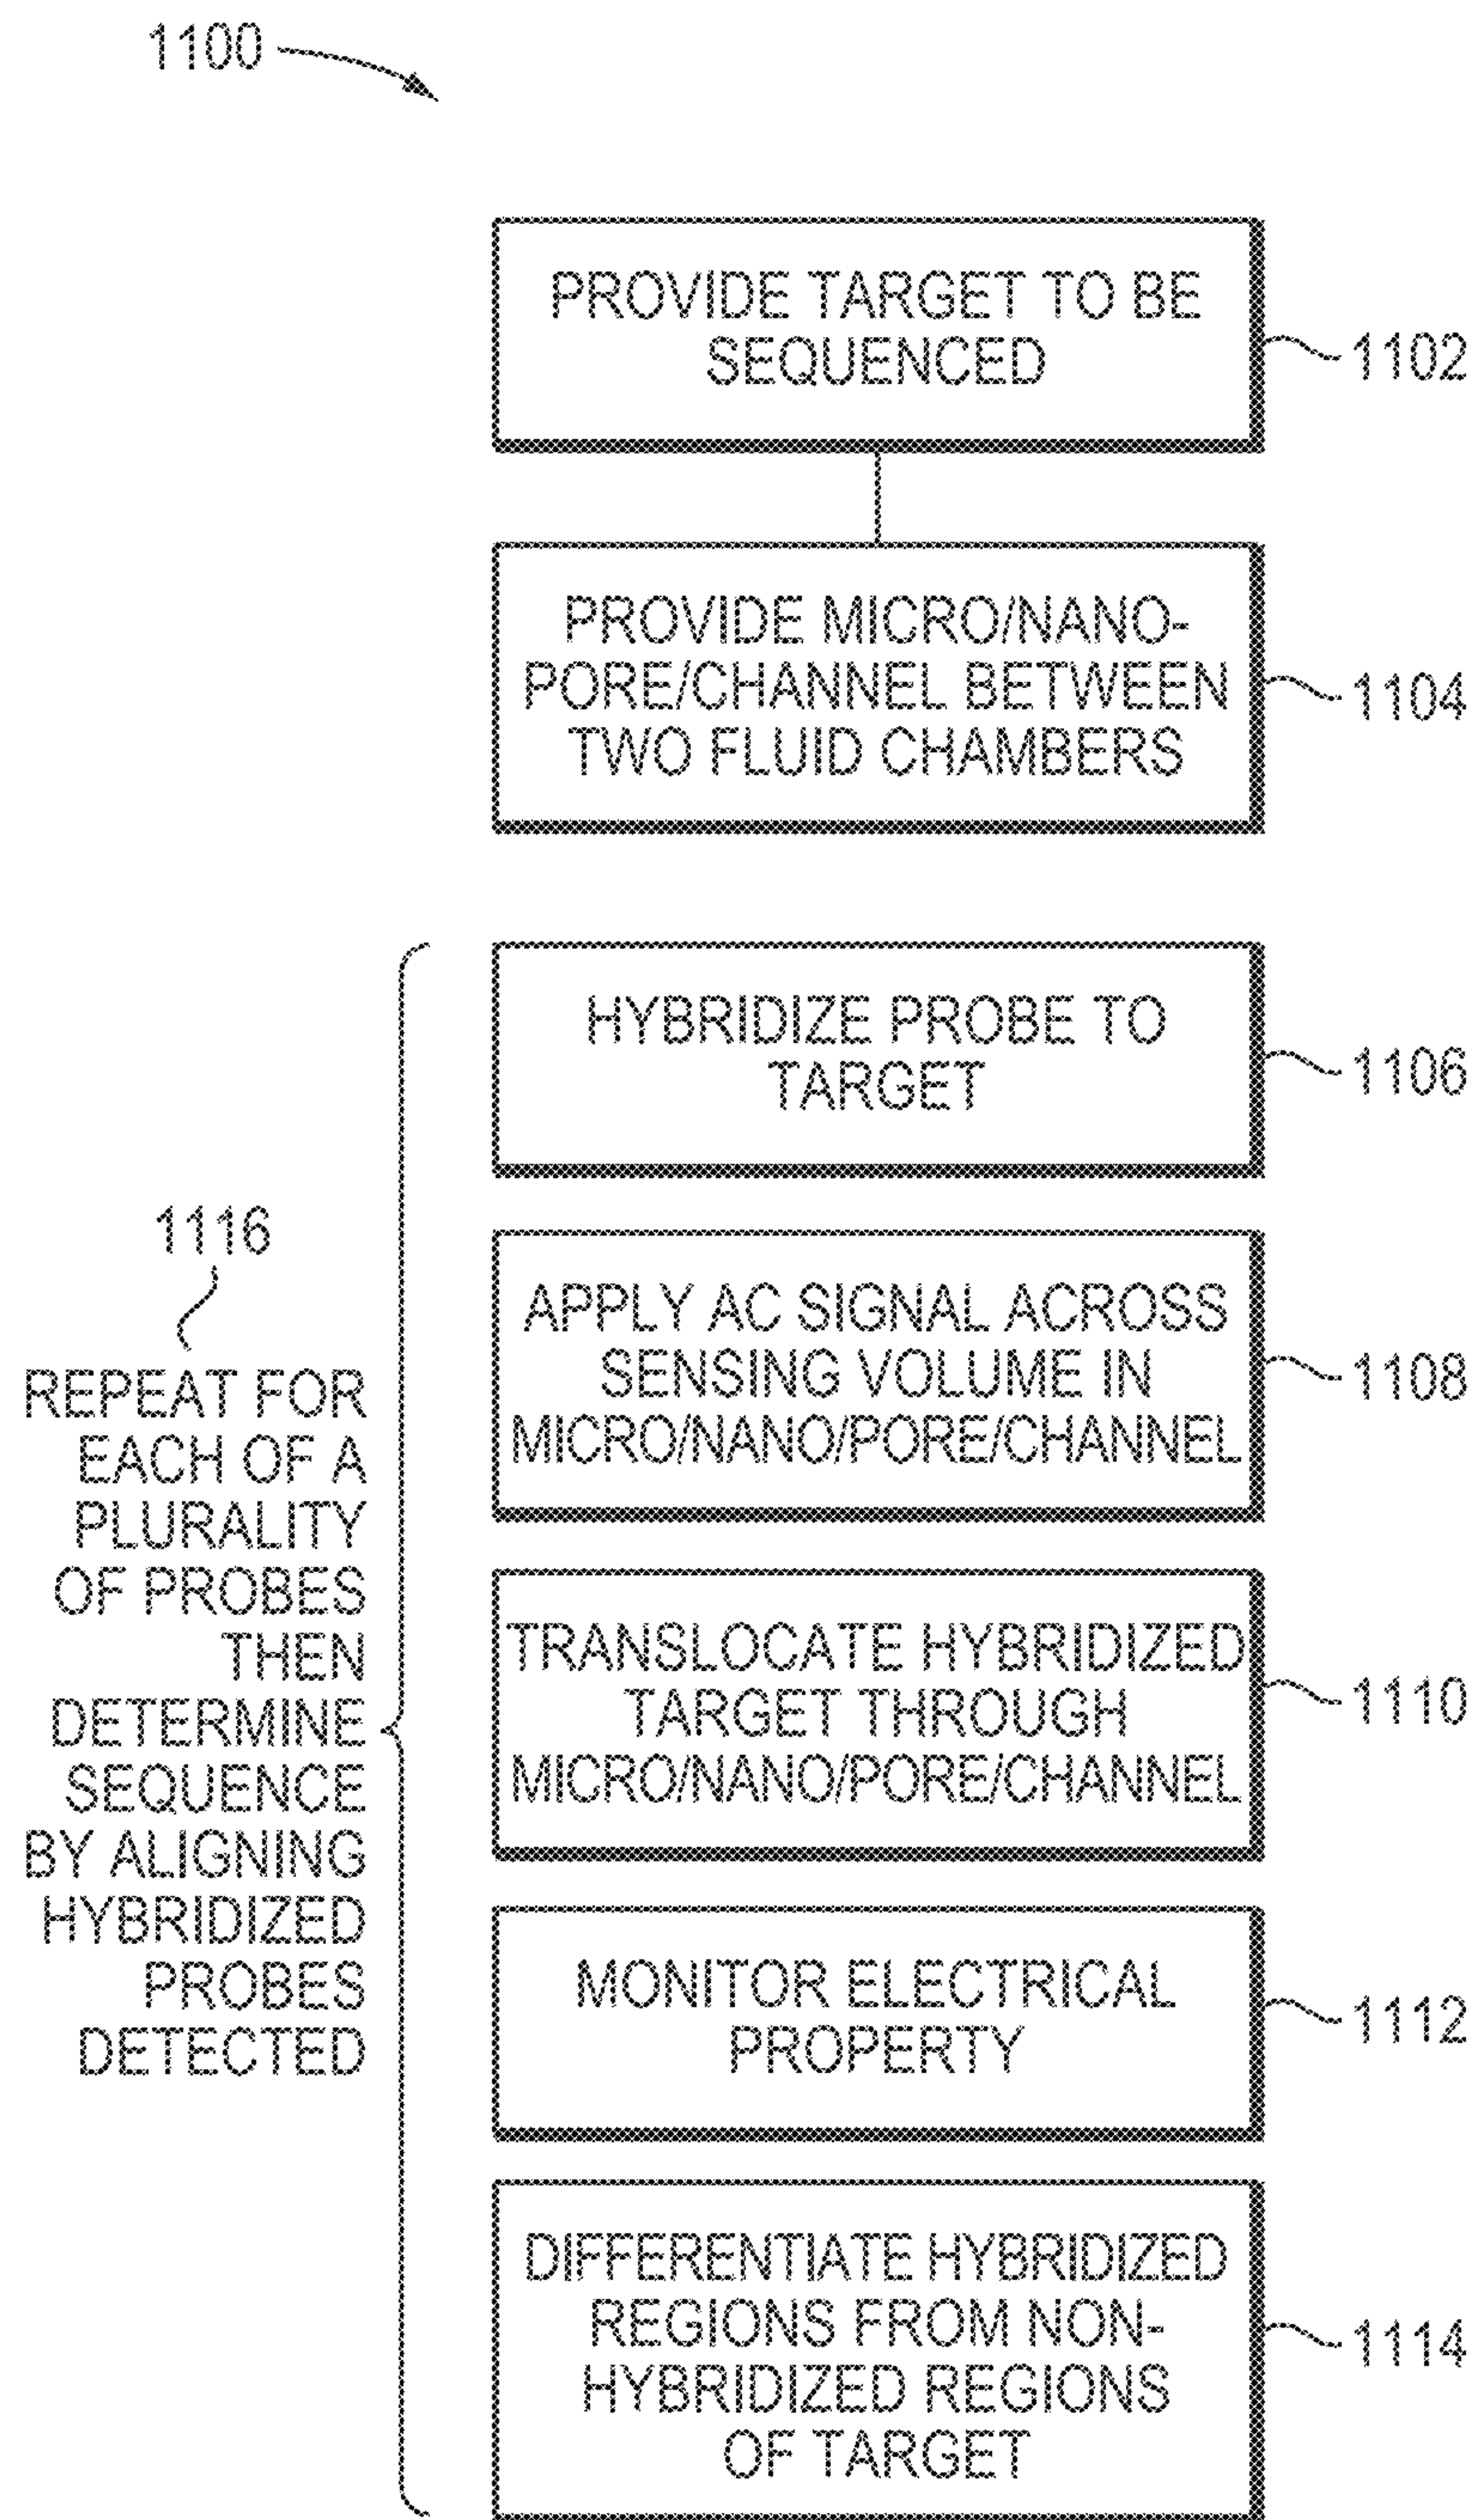 1100
PROVIDE TARGET TO BE
SEQUENCED
1102
PROVIDE MICRO/NANO-
PORE/CHANNEL BETWEEN
TWO FLUID CHAMBERS
1104
HYBRIDIZE PROBE TO
TARGET
1106
1116
REPEAT FOR
EACH OF A
PLURALITY
OF PROBES
THEN
DETERMINE
SEQUENCE
BY ALIGNING
HYBRIDIZED
PROBES
DETECTED
APPLY AC SIGNAL ACROSS
SENSING VOLUME IN
MICRO/NANO/PORE/CHANNEL
1108
TRANSLOCATE HYBRIDIZED
TARGET THROUGH
MICRO/NANO/PORE/CHANNEL
1110
MONITOR ELECTRICAL
PROPERTY
1112
DIFFERENTIATE HYBRIDIZED
REGIONS FROM NON-
HYBRIDIZED REGIONS
OF TARGET
1114